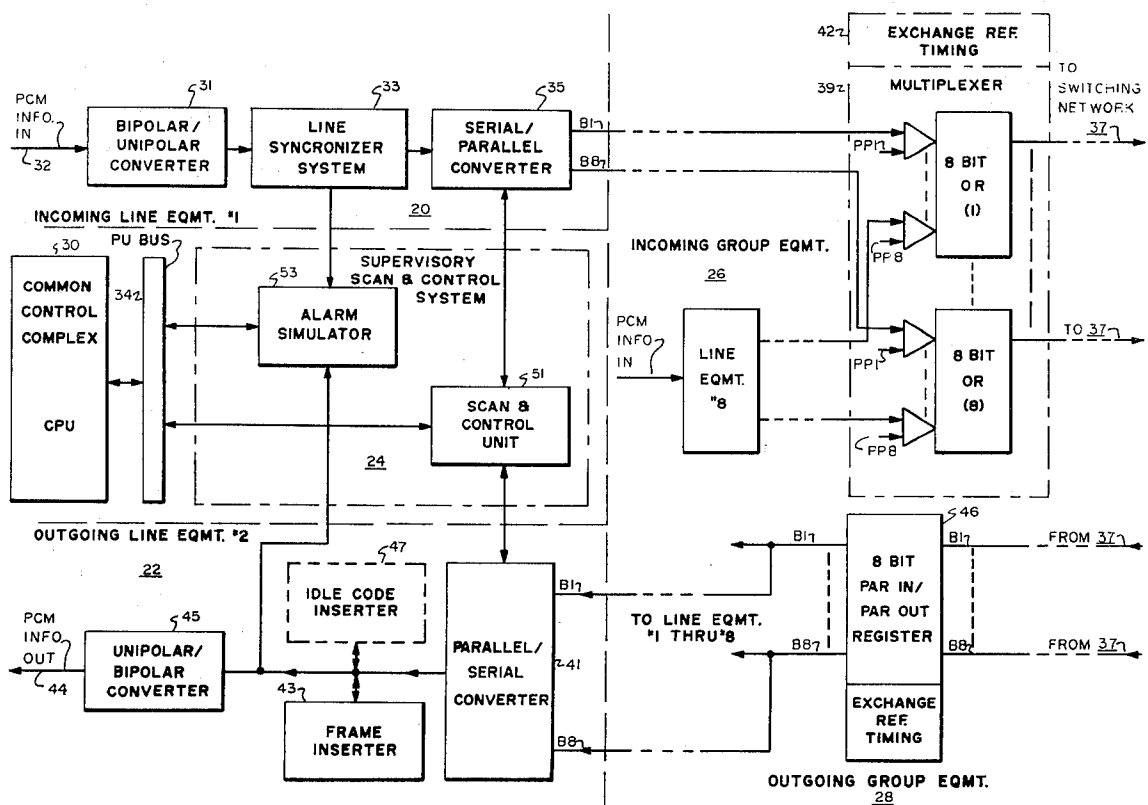 42
EXCHANGE REF.
TIMING
39
MULTIPLEXER
TO
SWITCHING
NETWORK
37
31
33
35
PCM
INFO.
IN
32
BIPOLAR/
UNIPOLAR
CONVERTER
LINE
SYNCRONIZER
SYSTEM
SERIAL/
PARALLEL
CONVERTER
B1
B8
PP1
8 BIT
OR
(1)
20
INCOMING LINE EQMT. #1
30
PU BUS
34
COMMON
CONTROL
COMPLEX
CPU
SUPERVISORY
SCAN & CONTROL
SYSTEM
53
ALARM
SIMULATOR
51
SCAN &
CONTROL
UNIT
24
INCOMING GROUP EQMT.
26
PCM
INFO.
IN
LINE
EQMT.
#8
PP8
PP1
PP8
8 BIT
OR
(8)
TO 37
OUTGOING LINE EQMT. #2
22
47
IDLE CODE
INSERTER
PCM
INFO
OUT
44
45
UNIPOLAR/
BIPOLAR
CONVERTER
43
FRAME
INSERTER
PARALLEL/
SERIAL
CONVERTER
41
B1
B8
TO LINE EQMT.
#1 THRU #8
B1
B8
46
8 BIT
PAR IN/
PAR OUT
REGISTER
EXCHANGE
REF.
TIMING
B1
FROM 37
B8
FROM 37
OUTGOING GROUP EQMT.
28